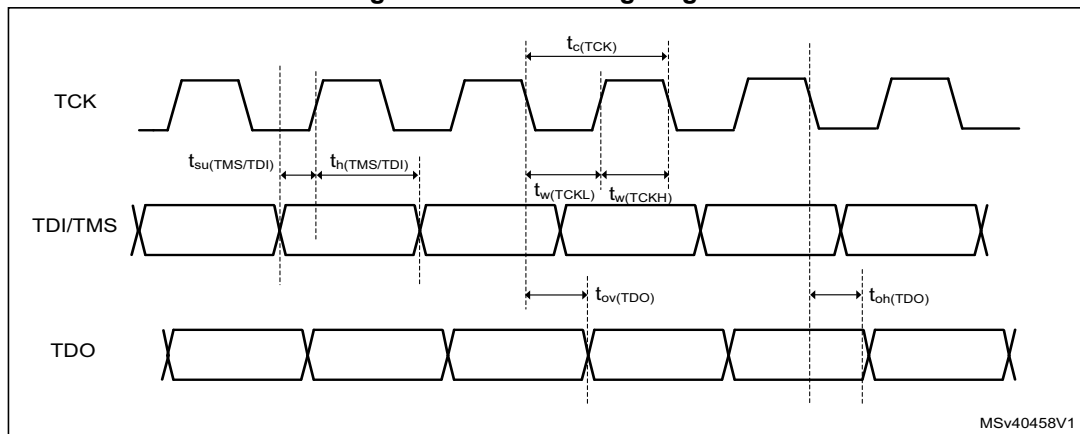 t_c(TCK)
TCK
t_su(TMS/TDI)
t_h(TMS/TDI)
t_w(TCKL)
t_w(TCKH)
TDI/TMS
t_ov(TDO)
t_oh(TDO)
TDO
MSv40458V1